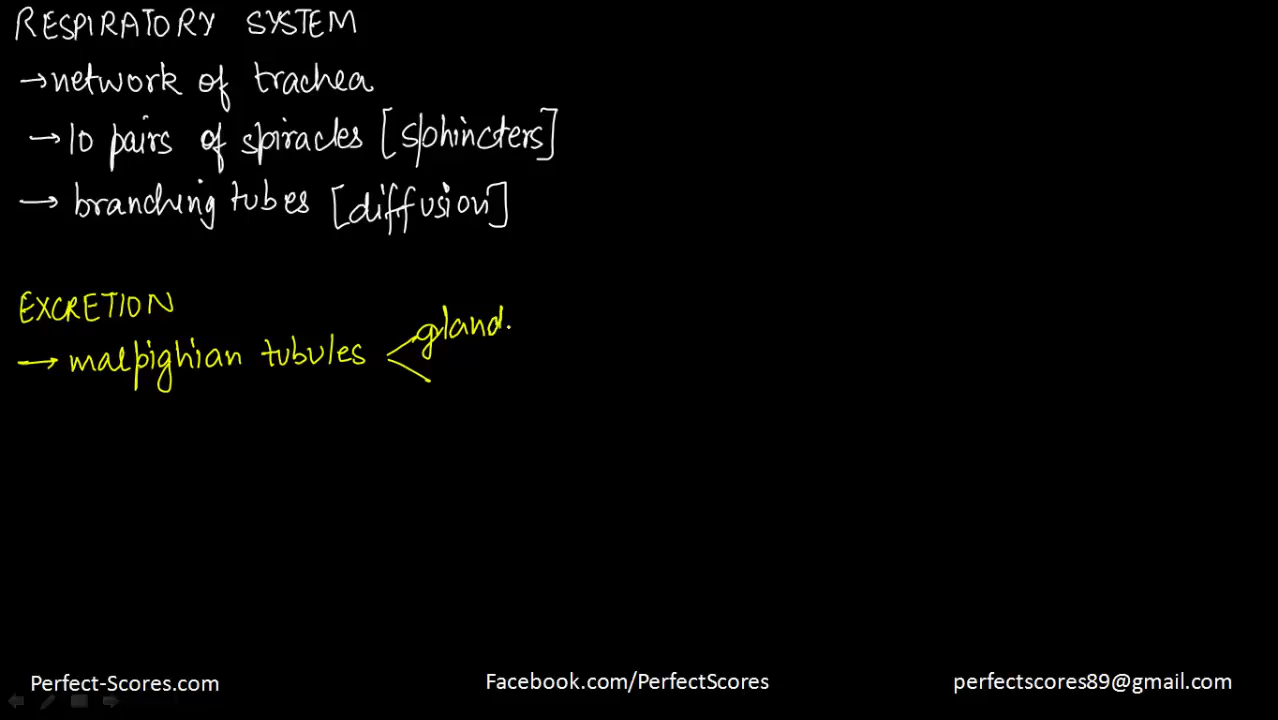 RESPIRATORY SYSTEM
→ network of trachea
→ 10 pairs of spiracles [sphincters]
→ branching tubes [diffusion]
EXCRETION
→ malpighian tubules < gland.
Perfect-Scores.com
Facebook.com/PerfectScores
perfectscores89@gmail.com